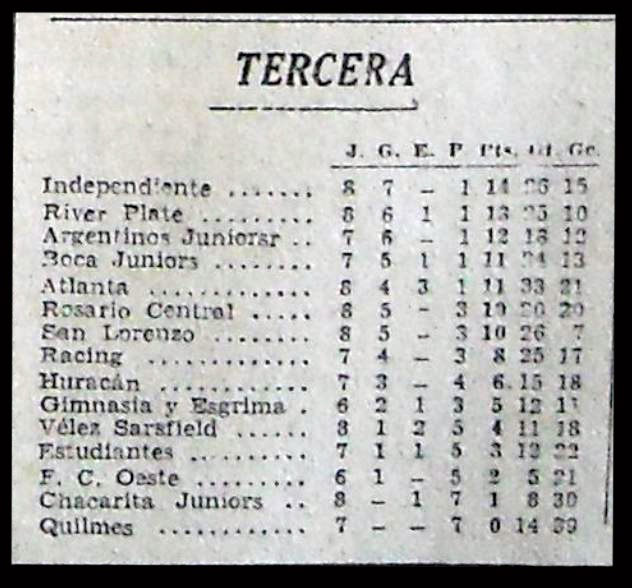 TERCERA
J. G. E. P. Pts. Gf. Gc.
Independiente ....... 8 7 – 1 14 26 15
River Plate ......... 8 6 1 1 13 25 10
Argentinos Juniorsr .. 7 6 – 1 12 18 12
Boca Juniors ........ 7 5 1 1 11 24 13
Atlanta ............ 8 4 3 1 11 33 21
Rosario Central ..... 8 5 – 3 10 20 20
San Lorenzo ........ 8 5 – 3 10 26 7
Racing ............ 7 4 – 3 8 25 17
Huracán ........... 7 3 – 4 6. 15 18
Gimnasia y Esgrima . 6 2 1 3 5 12
Vélez Sarsfield ...... 8 1 2 5 4 11 18
Estudiantes ......... 7 1 1 5 3 12 22
F. C. Oeste ......... 6 1 – 5 2 5 21
Chacarita Juniors .. 8 – 1 7 1 8 30
Quilmes ............ 7 – – 7 0 14 39